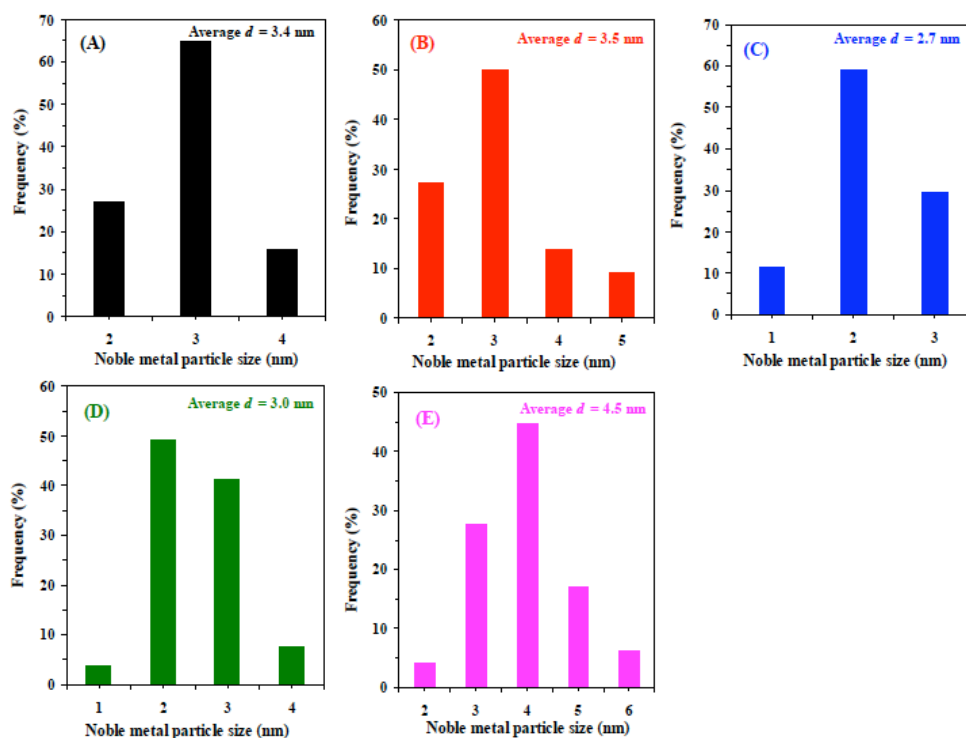 (A)
Average d = 3.4 nm
Frequency (%)
70
60
50
40
30
20
10
0
2 3 4
Noble metal particle size (nm)
(B)
Average d = 3.5 nm
Frequency (%)
60
50
40
30
20
10
0
2 3 4 5
Noble metal particle size (nm)
(C)
Average d = 2.7 nm
Frequency (%)
70
60
50
40
30
20
10
0
1 2 3
Noble metal particle size (nm)
(D)
Average d = 3.0 nm
Frequency (%)
60
50
40
30
20
10
0
1 2 3 4
Noble metal particle size (nm)
(E)
Average d = 4.5 nm
Frequency (%)
50
40
30
20
10
0
2 3 4 5 6
Noble metal particle size (nm)